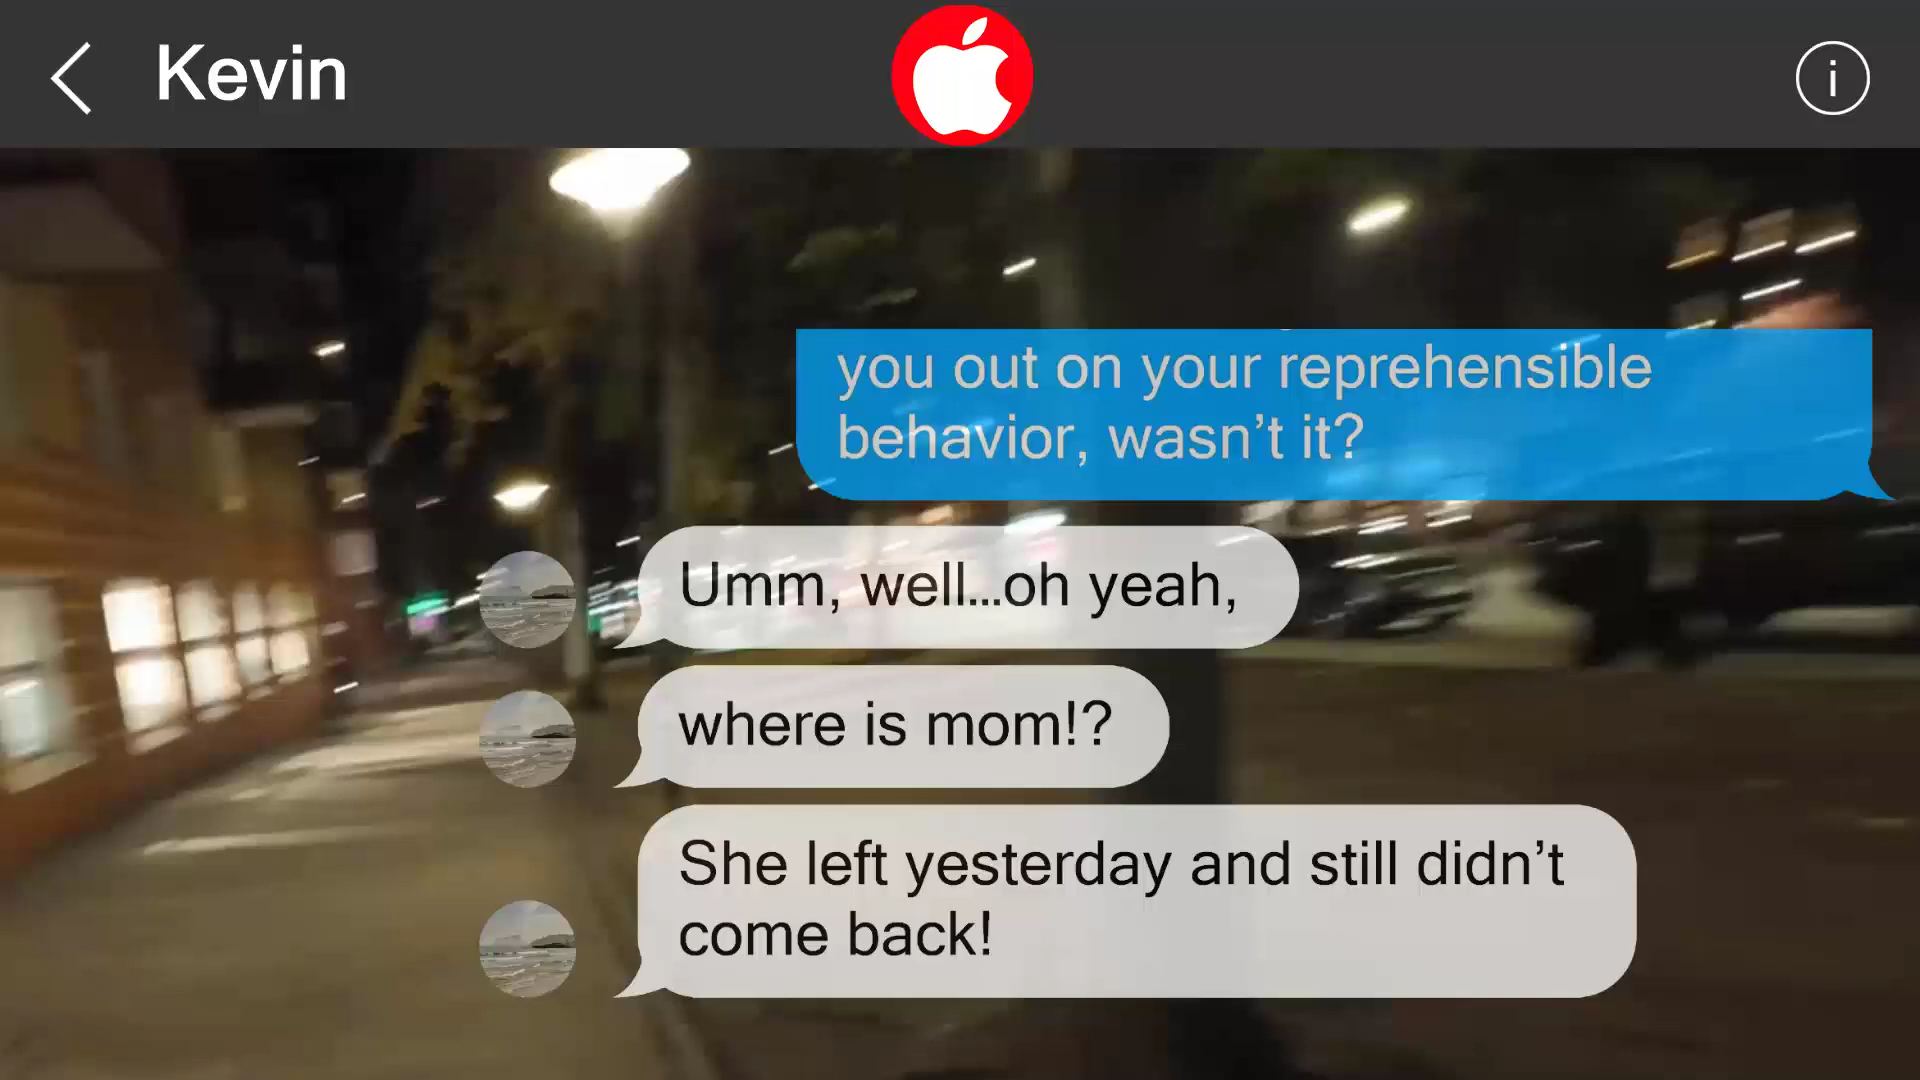 Kevin
i
you out on your reprehensible
behavior, wasn’t it?
Umm, well...oh yeah,
where is mom!?
She left yesterday and still didn’t
come back!